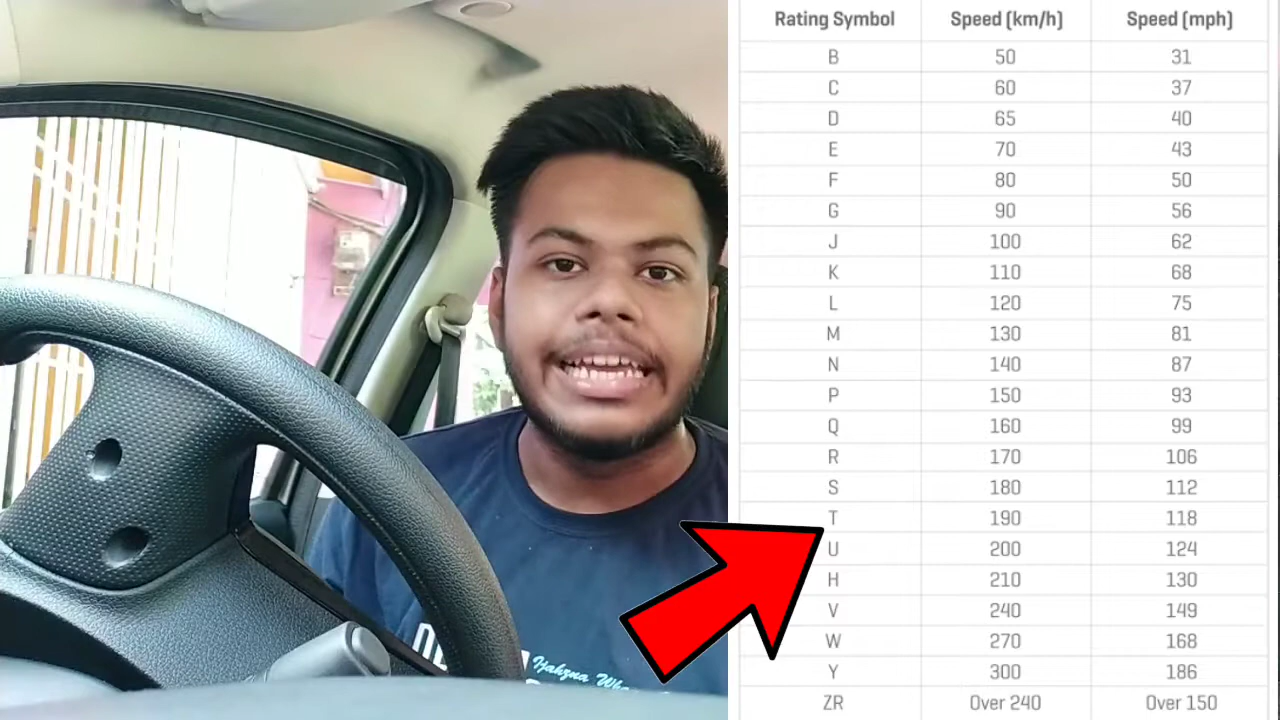 Rating Symbol Speed (km/h) Speed (mph)
B 50 31
C 60 37
D 65 40
E 70 43
F 80 50
G 90 56
J 100 62
K 110 68
L 120 75
M 130 81
N 140 87
P 150 93
Q 160 99
R 170 106
S 180 112
T 190 118
U 200 124
H 210 130
V 240 149
W 270 168
Y 300 186
ZR Over 240 Over 150